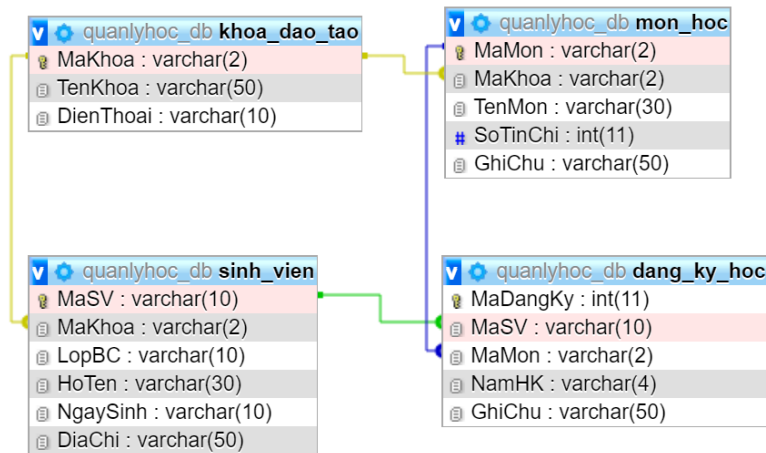 quanlyhoc_db khoa_dao_tao
MaKhoa : varchar(2)
TenKhoa : varchar(50)
DienThoai : varchar(10)
quanlyhoc_db mon_hoc
MaMon : varchar(2)
MaKhoa : varchar(2)
TenMon : varchar(30)
# SoTinChi : int(11)
GhiChu : varchar(50)
quanlyhoc_db sinh_vien
MaSV : varchar(10)
MaKhoa : varchar(2)
LopBC : varchar(10)
HoTen : varchar(30)
NgaySinh : varchar(10)
DiaChi : varchar(50)
quanlyhoc_db dang_ky_hoc
MaDangKy : int(11)
MaSV : varchar(10)
MaMon : varchar(2)
NamHK : varchar(4)
GhiChu : varchar(50)